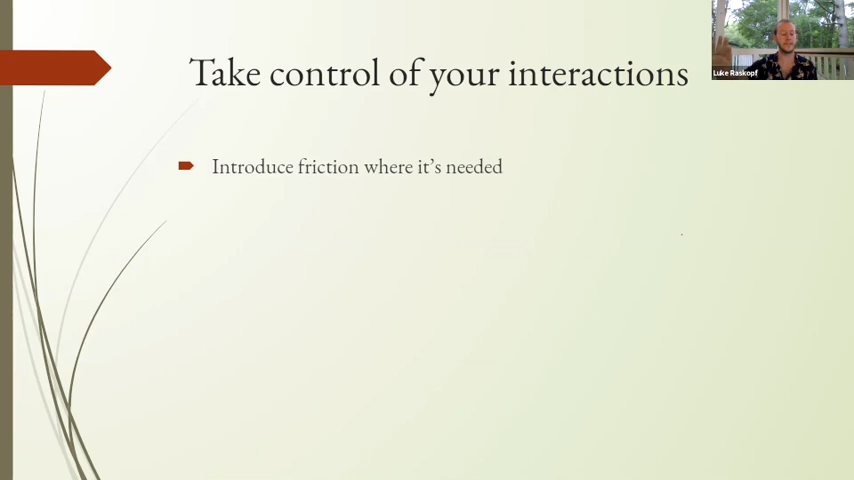 Take control of your interactions
Luke Raskopf
Introduce friction where it’s needed